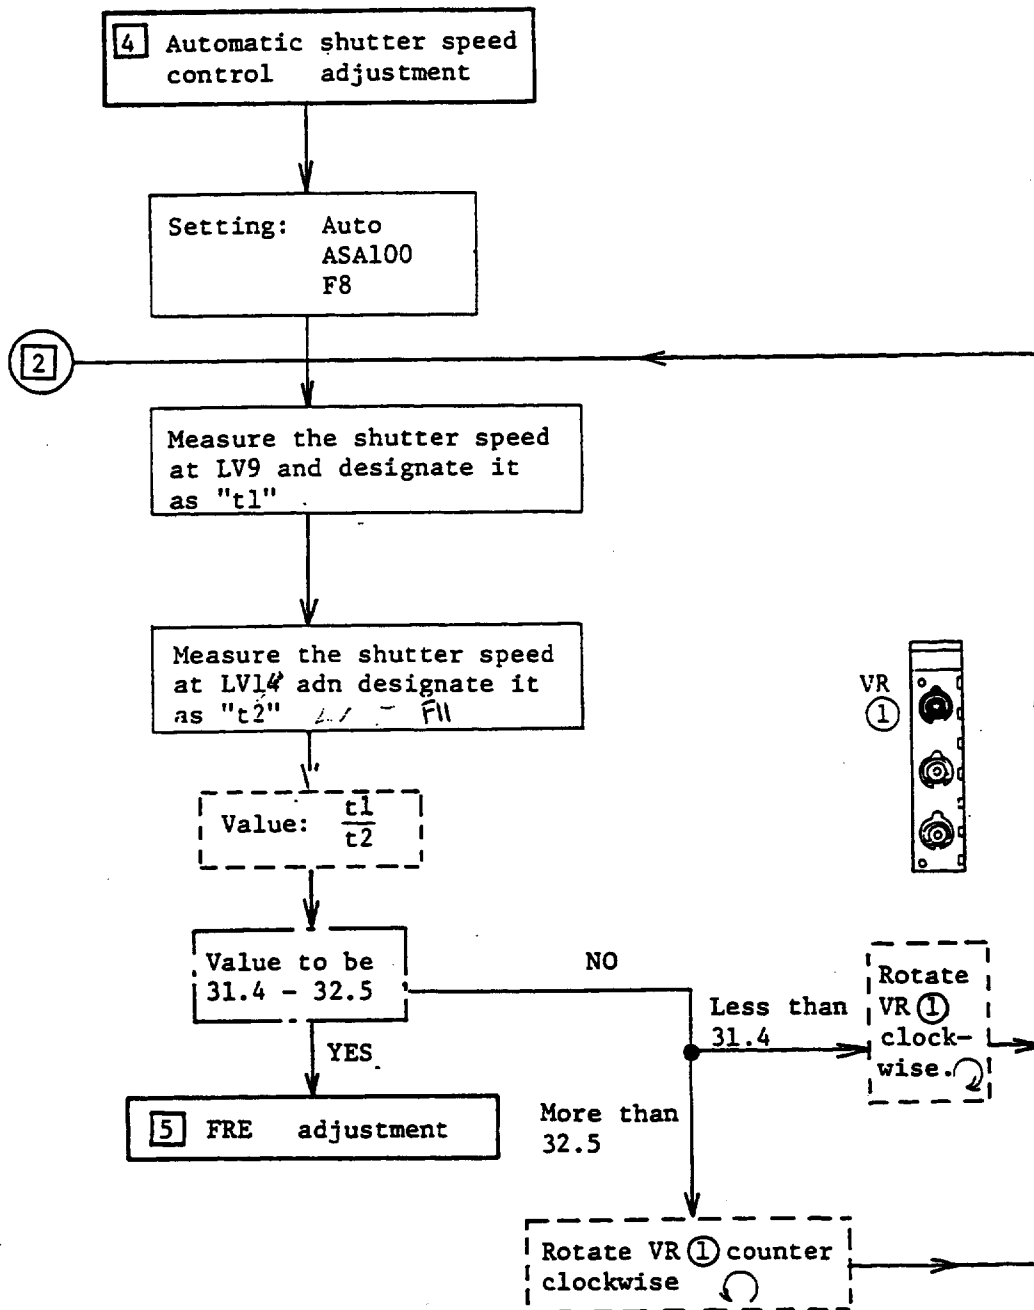 4 Automatic shutter speed
control adjustment
Setting: Auto
ASA100
F8
2
Measure the shutter speed
at LV9 and designate it
as "t1"
Measure the shutter speed
at LV14 adn designate it
as "t2" F11
VR
①
Value: t1
t2
Value to be
31.4 - 32.5
NO
YES
Less than
31.4
Rotate
VR ①
clock-
wise.
5 FRE adjustment
More than
32.5
Rotate VR ① counter
clockwise